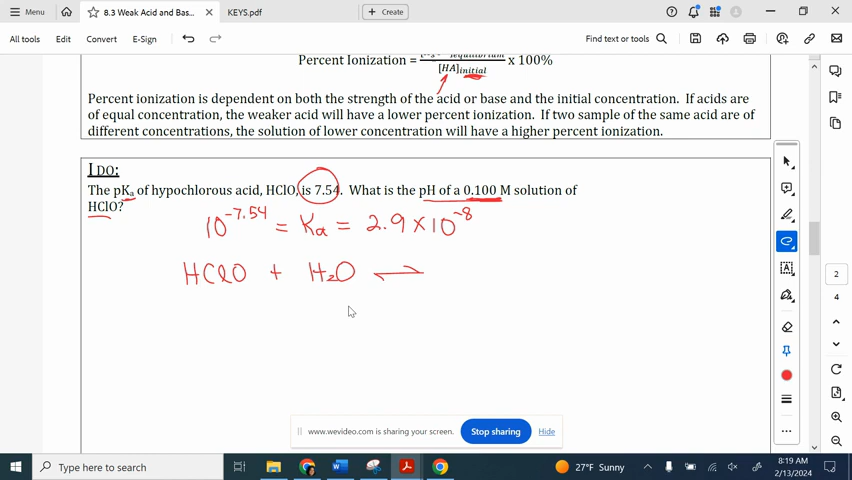 Menu
8.3 Weak Acid and Bas...
KEYS.pdf
Create
All tools Edit Convert E-Sign
Find text or tools
Percent Ionization = [H₃O⁺]equilibrium / [HA]initial x 100%
Percent ionization is dependent on both the strength of the acid or base and the initial concentration. If acids are
of equal concentration, the weaker acid will have a lower percent ionization. If two sample of the same acid are of
different concentrations, the solution of lower concentration will have a higher percent ionization.
I DO:
The pKₐ of hypochlorous acid, HClO, is 7.54. What is the pH of a 0.100 M solution of
HClO?
10^-7.54 = Ka = 2.9 × 10^-8
HClO + H₂O ⇌
2
4
www.wevideo.com is sharing your screen.
Stop sharing
Hide
Type here to search
27°F Sunny
8:19 AM
2/13/2024